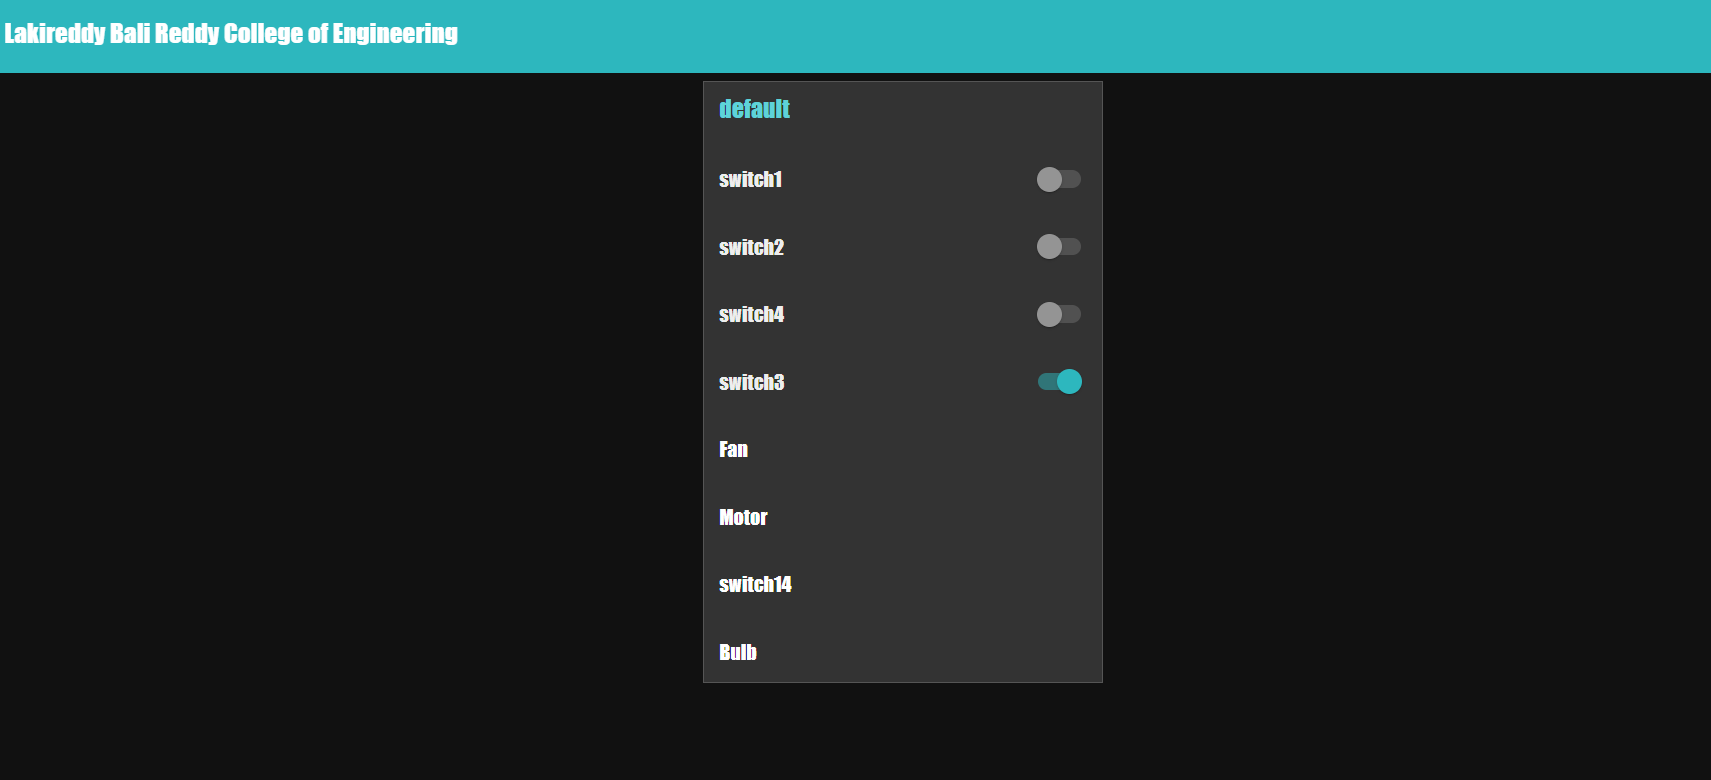 Lakireddy Bali Reddy College of Engineering
default
switch1
switch2
switch4
switch3
Fan
Motor
switch14
Bulb